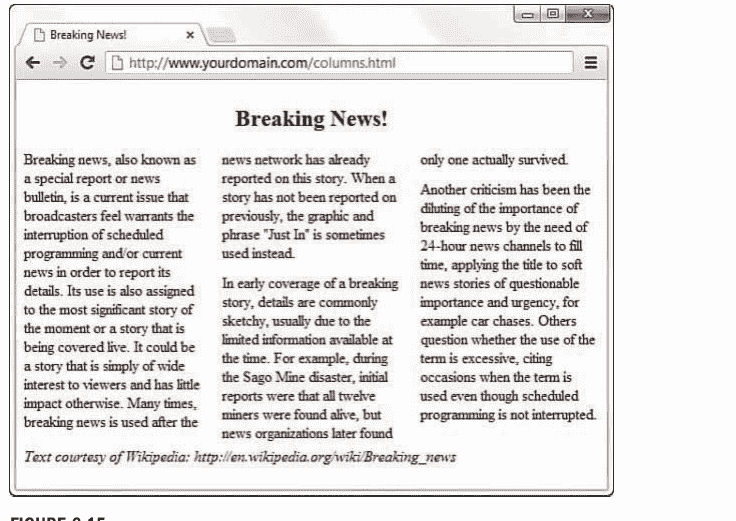 Breaking News!
http://www.yourdomain.com/columns.html
Breaking News!
Breaking news, also known as
a special report or news
bulletin, is a current issue that
broadcasters feel warrants the
interruption of scheduled
programming and/or current
news in order to report its
details. Its use is also assigned
to the most significant story of
the moment or a story that is
being covered live. It could be
a story that is simply of wide
interest to viewers and has little
impact otherwise. Many times,
breaking news is used after the
news network has already
reported on this story. When a
story has not been reported on
previously, the graphic and
phrase "Just In" is sometimes
used instead.
In early coverage of a breaking
story, details are commonly
sketchy, usually due to the
limited information available at
the time. For example, during
the Sago Mine disaster, initial
reports were that all twelve
miners were found alive, but
news organizations later found
only one actually survived.
Another criticism has been the
diluting of the importance of
breaking news by the need of
24-hour news channels to fill
time, applying the title to soft
news stories of questionable
importance and urgency, for
example car chases. Others
question whether the use of the
term is excessive, citing
occasions when the term is
used even though scheduled
programming is not interrupted.
Text courtesy of Wikipedia: http://en.wikipedia.org/wiki/Breaking_news
FIGURE